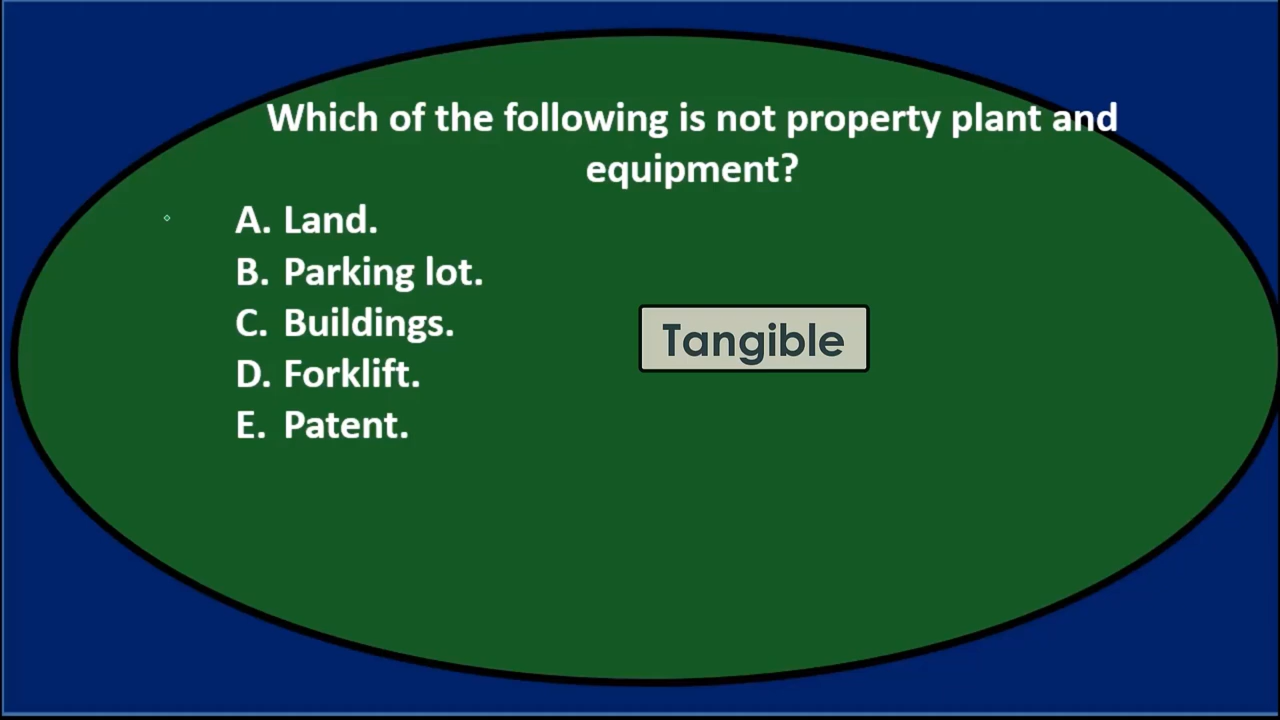 Which of the following is not property plant and
equipment?
A. Land.
B. Parking lot.
C. Buildings.
Tangible
D. Forklift.
E. Patent.